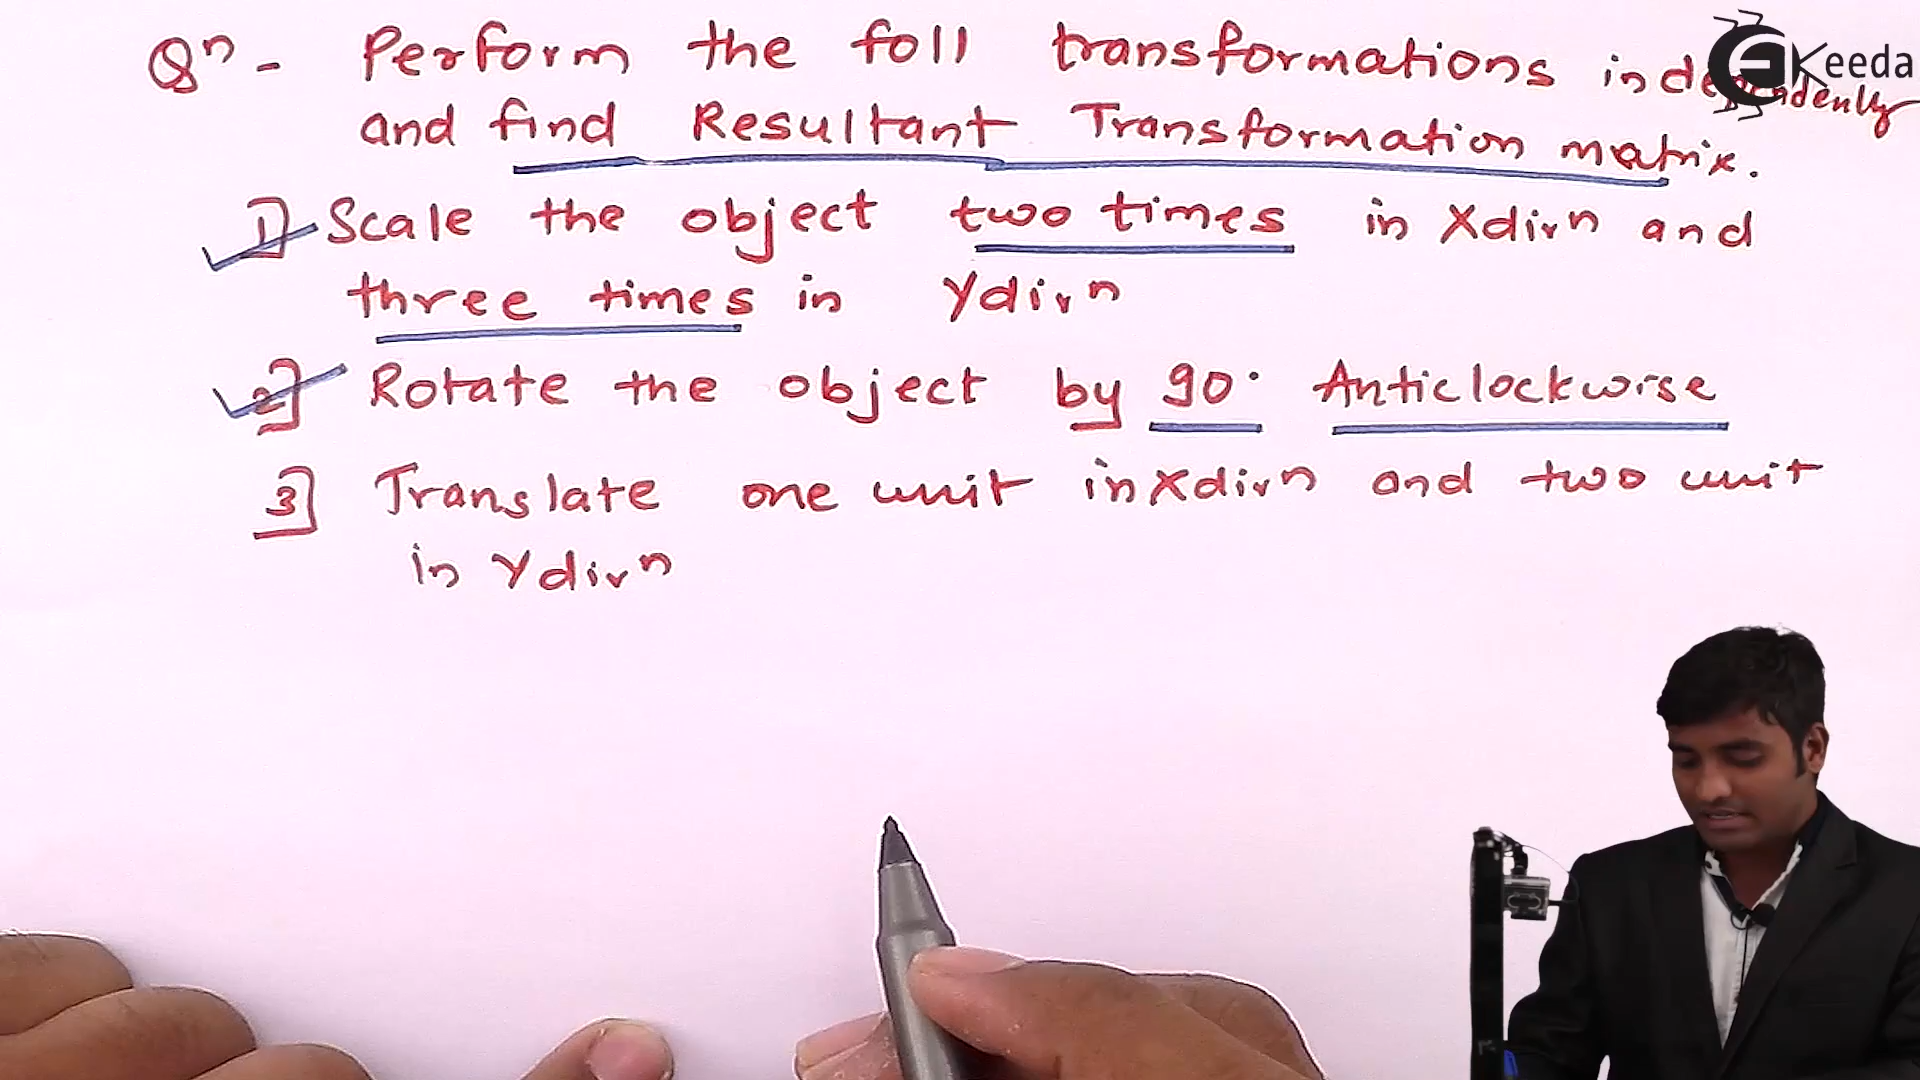 Qn - Perform the foll transformations independently
and find Resultant Transformation matrix.
1] Scale the object two times in Xdirn and
three times in Ydirn
2] Rotate the object by 90° Anticlockwise
3] Translate one unit in Xdirn and two unit
in Ydirn
Ekeeda